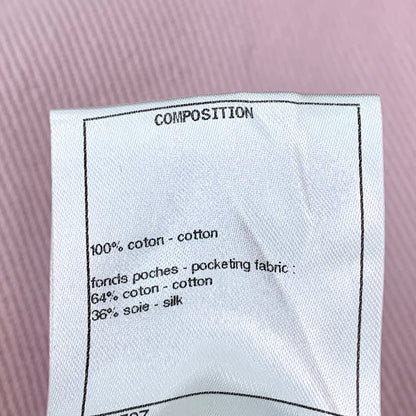 COMPOSITION
100% coton - cotton
fonds poches - pocketing fabric :
64% coton - cotton
36% soie - silk